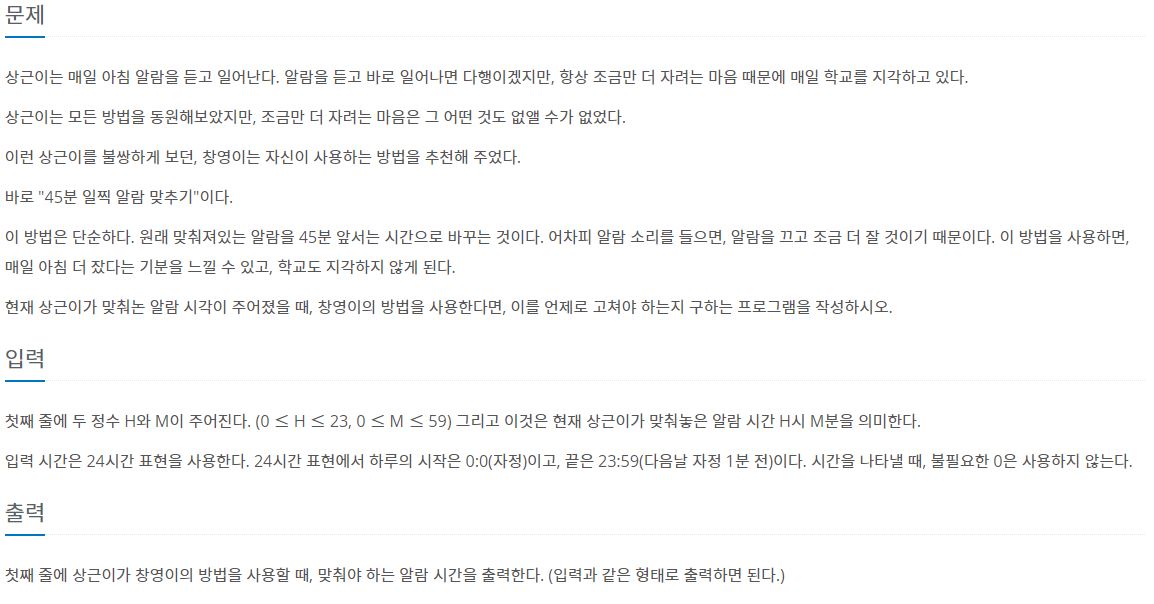 문제
상근이는 매일 아침 알람을 듣고 일어난다. 알람을 듣고 바로 일어나면 다행이겠지만, 항상 조금만 더 자려는 마음 때문에 매일 학교를 지각하고 있다.
상근이는 모든 방법을 동원해보았지만, 조금만 더 자려는 마음은 그 어떤 것도 없앨 수가 없었다.
이런 상근이를 불쌍하게 보던, 창영이는 자신이 사용하는 방법을 추천해 주었다.
바로 "45분 일찍 알람 맞추기"이다.
이 방법은 단순하다. 원래 맞춰져있는 알람을 45분 앞서는 시간으로 바꾸는 것이다. 어차피 알람 소리를 들으면, 알람을 끄고 조금 더 잘 것이기 때문이다. 이 방법을 사용하면,
매일 아침 더 잤다는 기분을 느낄 수 있고, 학교도 지각하지 않게 된다.
현재 상근이가 맞춰논 알람 시각이 주어졌을 때, 창영이의 방법을 사용한다면, 이를 언제로 고쳐야 하는지 구하는 프로그램을 작성하시오.
입력
첫째 줄에 두 정수 H와 M이 주어진다. (0 ≤ H ≤ 23, 0 ≤ M ≤ 59) 그리고 이것은 현재 상근이가 맞춰놓은 알람 시간 H시 M분을 의미한다.
입력 시간은 24시간 표현을 사용한다. 24시간 표현에서 하루의 시작은 0:0(자정)이고, 끝은 23:59(다음날 자정 1분 전)이다. 시간을 나타낼 때, 불필요한 0은 사용하지 않는다.
출력
첫째 줄에 상근이가 창영이의 방법을 사용할 때, 맞춰야 하는 알람 시간을 출력한다. (입력과 같은 형태로 출력하면 된다.)